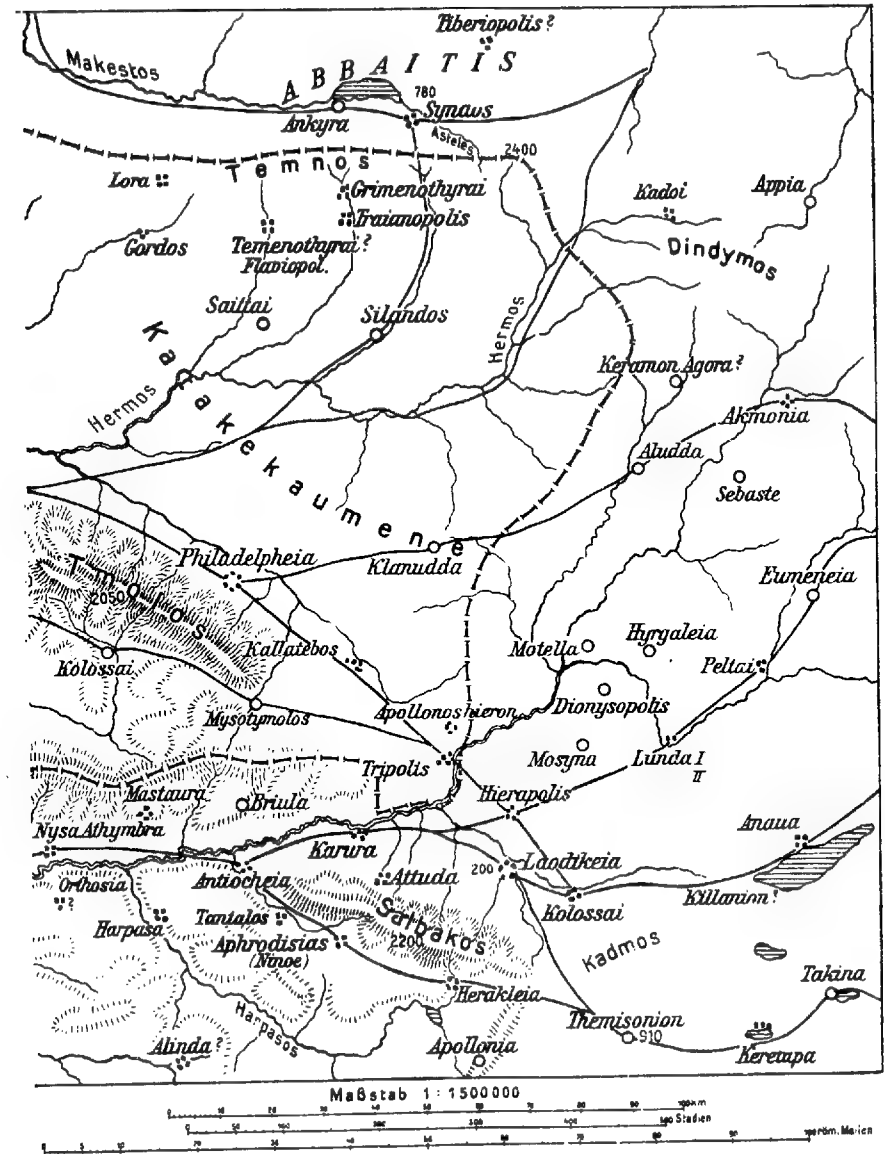 Tiberiopolis?
Makestos
ABBAITIS
780
Ankyra
Synaus
Asteles
2400
Temnos
Lora
Grimenothyrai
Kadoi
Appia
Traianopolis
Gordos
Temenothyrai?
Flaviopol.
Dindymos
Saittai
Silandos
Hermos
Katakekaumene
Keramon Agora?
Hermos
Akmonia
Aludda
Sebaste
Philadelpheia
Klanudda
Eumeneia
Tmolos
2050
Kallatebos
Motella
Hyrgaleia
Peltai
Kolossai
Mysotymolos
Apollonoshieron
Dionysopolis
Mosyna
Lunda I
II
Tripolis
Mastaura
Briula
Hierapolis
Nysa Athymbra
Karura
Anaua
Antiocheia
Attuda
200
Laodikeia
Orthosia
?
Kolossai
Killanion?
Harpasa
Tantalos
Salbakos
Aphrodisias
2200
(Ninoe)
Kadmos
Takina
Herakleia
Harpasos
Themisonion
910
Alinda?
Apollonia
Keretapa
Maßstab 1:1500000